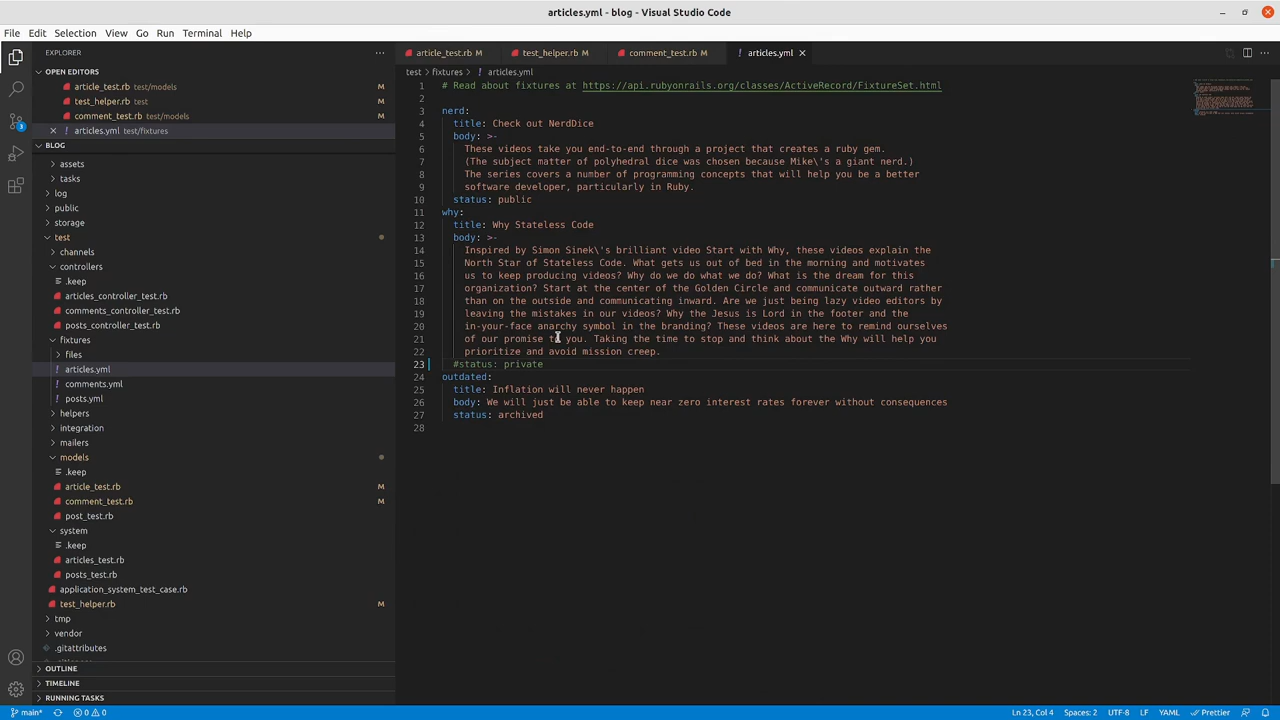 articles.yml - blog - Visual Studio Code
File Edit Selection View Go Run Terminal Help
EXPLORER
OPEN EDITORS
article_test.rb test/models M
test_helper.rb test M
comment_test.rb test/models M
articles.yml test/fixtures
BLOG
assets
tasks
log
public
storage
test
channels
controllers
.keep
articles_controller_test.rb
comments_controller_test.rb
posts_controller_test.rb
fixtures
files
articles.yml
comments.yml
posts.yml
helpers
integration
mailers
models
.keep
article_test.rb M
comment_test.rb M
post_test.rb
system
.keep
articles_test.rb
posts_test.rb
application_system_test_case.rb
test_helper.rb M
tmp
vendor
.gitattributes
OUTLINE
TIMELINE
RUNNING TASKS
article_test.rb M test_helper.rb M comment_test.rb M articles.yml
test > fixtures > articles.yml
1 # Read about fixtures at https://api.rubyonrails.org/classes/ActiveRecord/FixtureSet.html
2
3 nerd:
4 title: Check out NerdDice
5 body: >-
6 These videos take you end-to-end through a project that creates a ruby gem.
7 (The subject matter of polyhedral dice was chosen because Mike\'s a giant nerd.)
8 The series covers a number of programming concepts that will help you be a better
9 software developer, particularly in Ruby.
10 status: public
11 why:
12 title: Why Stateless Code
13 body: >-
14 Inspired by Simon Sinek\'s brilliant video Start with Why, these videos explain the
15 North Star of Stateless Code. What gets us out of bed in the morning and motivates
16 us to keep producing videos? Why do we do what we do? What is the dream for this
17 organization? Start at the center of the Golden Circle and communicate outward rather
18 than on the outside and communicating inward. Are we just being lazy video editors by
19 leaving the mistakes in our videos? Why the Jesus is Lord in the footer and the
20 in-your-face anarchy symbol in the branding? These videos are here to remind ourselves
21 of our promise to you. Taking the time to stop and think about the Why will help you
22 prioritize and avoid mission creep.
23 #status: private
24 outdated:
25 title: Inflation will never happen
26 body: We will just be able to keep near zero interest rates forever without consequences
27 status: archived
28
3
main* 0 0 Ln 23, Col 4 Spaces: 2 UTF-8 LF YAML Prettier